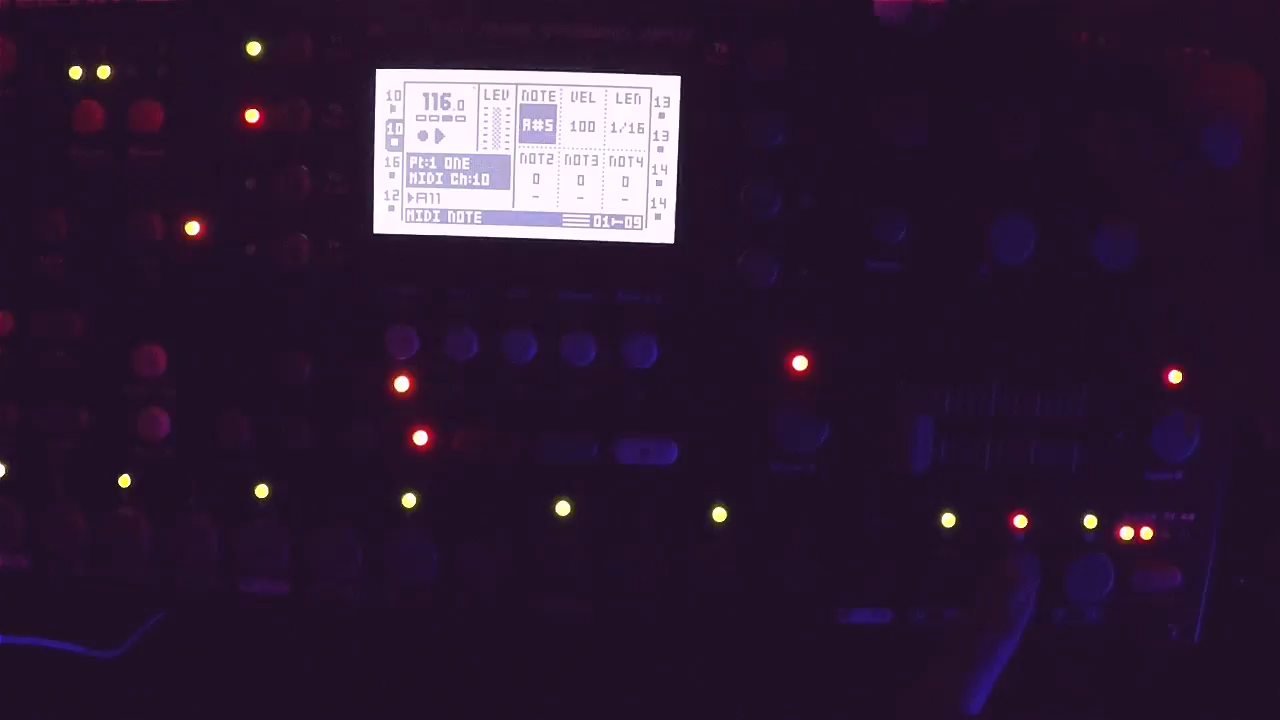 10
116.0
LEV
NOTE
VEL
LEN
13
10
A#5
100
1/16
13
16
Pt:1 ONE
NOT2
NOT3
NOT4
14
MIDI Ch:10
0
0
0
12
A11
-
-
-
14
MIDI NOTE
01
09